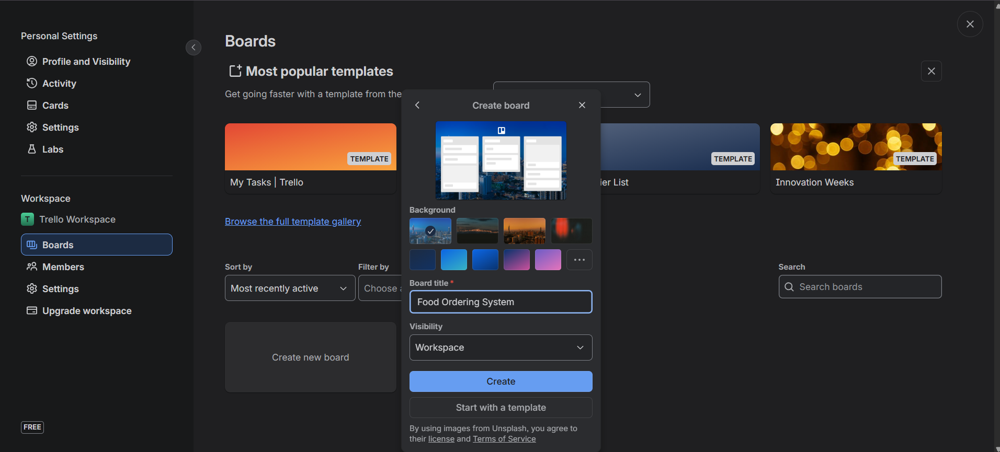 Personal Settings
Profile and Visibility
Activity
Cards
Settings
Labs
Workspace
T Trello Workspace
Boards
Members
Settings
Upgrade workspace
FREE
Boards
Most popular templates
Get going faster with a template from the
TEMPLATE
My Tasks | Trello
TEMPLATE
List
TEMPLATE
Innovation Weeks
Browse the full template gallery
Sort by
Most recently active
Filter by
Choose
Search
Search boards
Create new board
Create board
Background
Board title *
Food Ordering System
Visibility
Workspace
Create
Start with a template
By using images from Unsplash, you agree to
their license and Terms of Service